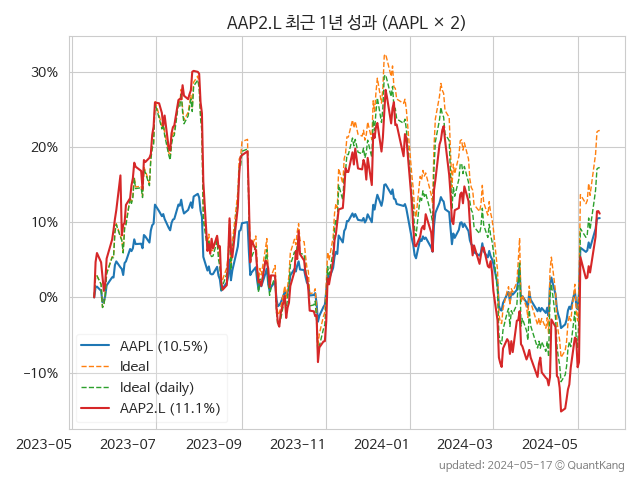 AAP2.L 최근 1년 성과 (AAPL × 2)
30%
20%
10%
0%
−10%
AAPL (10.5%)
Ideal
Ideal (daily)
AAP2.L (11.1%)
2023-05 2023-07 2023-09 2023-11 2024-01 2024-03 2024-05
updated: 2024-05-17 © QuantKang